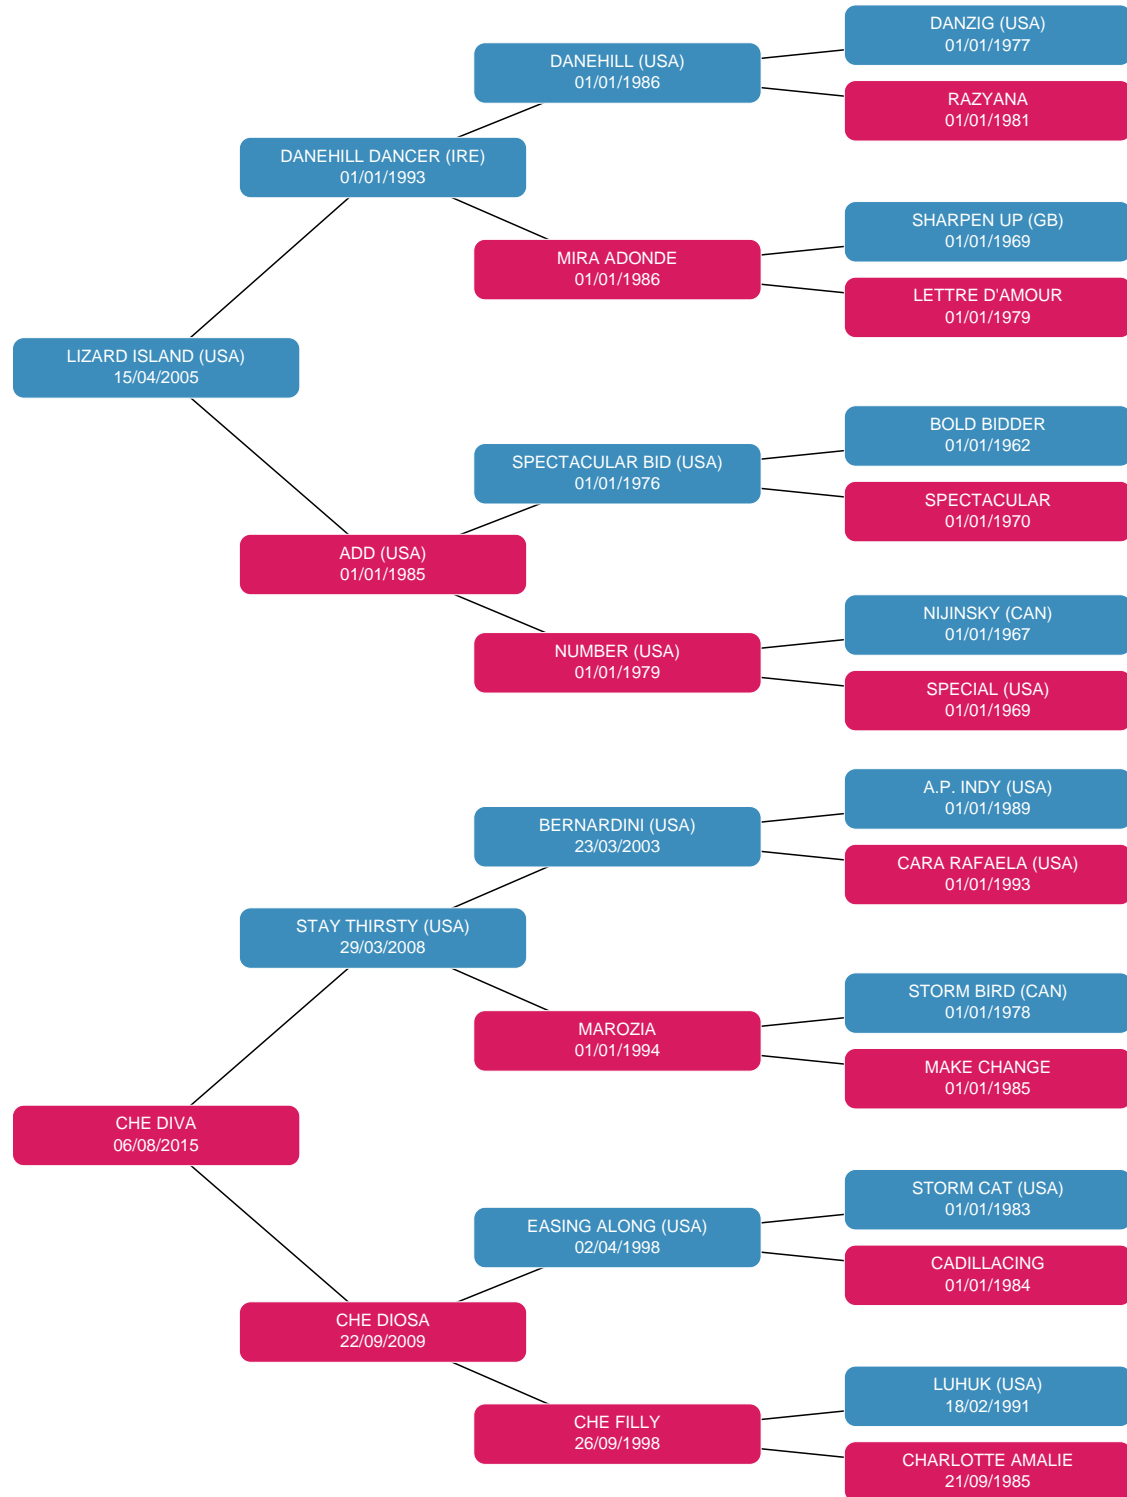 DANZIG (USA)
01/01/1977
DANEHILL (USA)
01/01/1986
RAZYANA
01/01/1981
DANEHILL DANCER (IRE)
01/01/1993
SHARPEN UP (GB)
01/01/1969
MIRA ADONDE
01/01/1986
LETTRE D'AMOUR
01/01/1979
LIZARD ISLAND (USA)
15/04/2005
BOLD BIDDER
01/01/1962
SPECTACULAR BID (USA)
01/01/1976
SPECTACULAR
01/01/1970
ADD (USA)
01/01/1985
NIJINSKY (CAN)
01/01/1967
NUMBER (USA)
01/01/1979
SPECIAL (USA)
01/01/1969
A.P. INDY (USA)
01/01/1989
BERNARDINI (USA)
23/03/2003
CARA RAFAELA (USA)
01/01/1993
STAY THIRSTY (USA)
29/03/2008
STORM BIRD (CAN)
01/01/1978
MAROZIA
01/01/1994
MAKE CHANGE
01/01/1985
CHE DIVA
06/08/2015
STORM CAT (USA)
01/01/1983
EASING ALONG (USA)
02/04/1998
CADILLACING
01/01/1984
CHE DIOSA
22/09/2009
LUHUK (USA)
18/02/1991
CHE FILLY
26/09/1998
CHARLOTTE AMALIE
21/09/1985